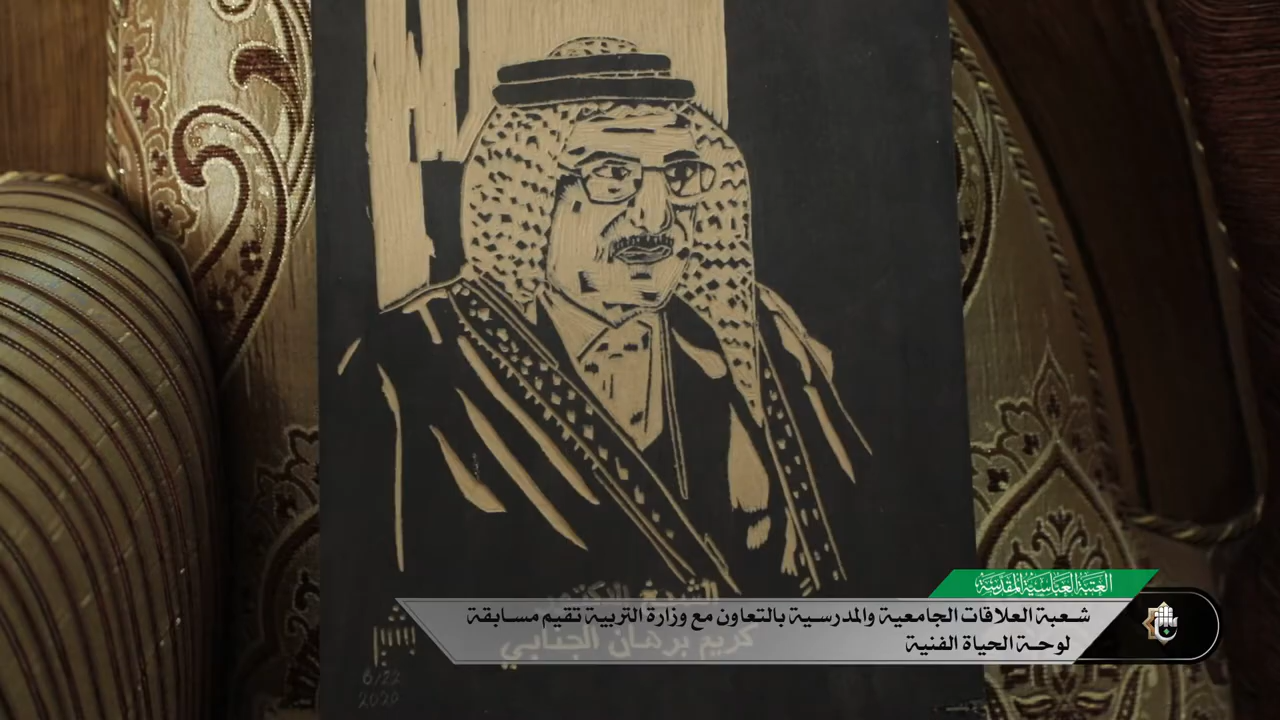 العتبة العباسية المقدسة
شعبة العلاقات الجامعية والمدرسية بالتعاون مع وزارة التربية تقيم مسابقة
لوحة الحياة الفنية
كريم برهان الجنابي
6/22
2020